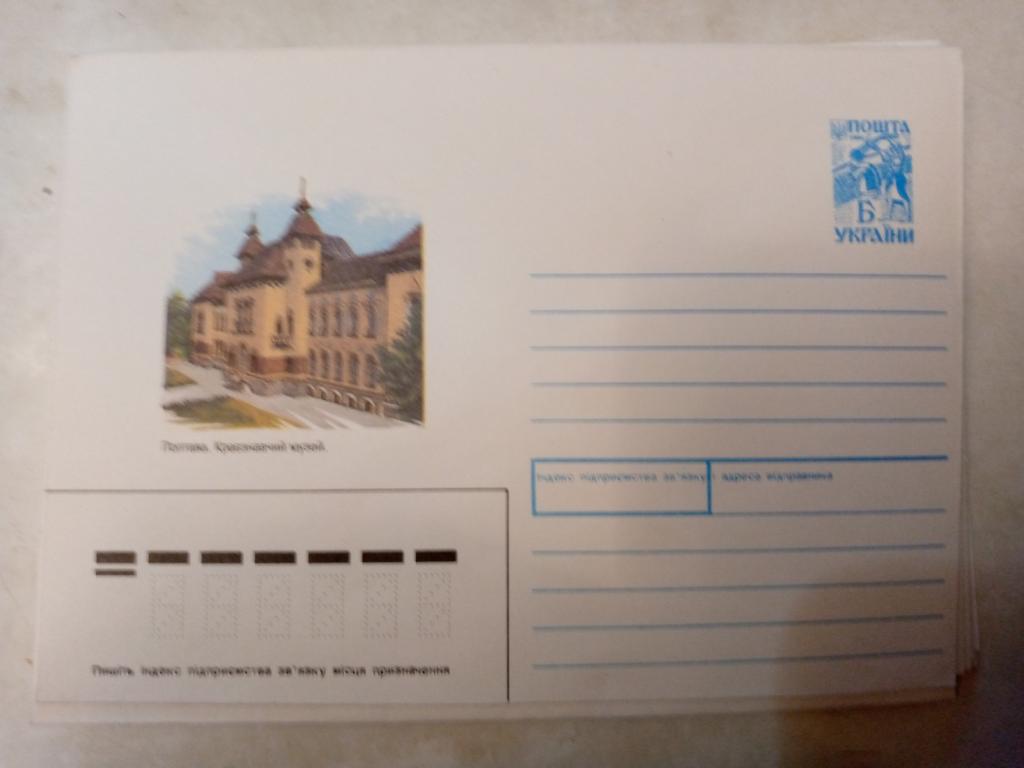 ПОШТА
Б
УКРАЇНИ
Полтава. Краєзнавчий музей.
Індекс підприємства зв'язку і адреса відправника
Пишіть індекс підприємства зв'язку місця призначення